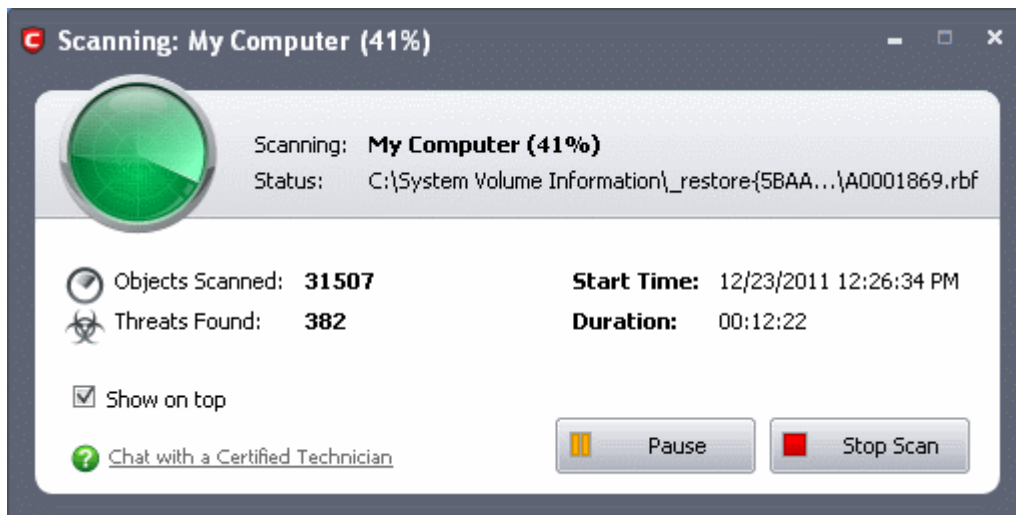 Scanning: My Computer (41%)
Scanning: My Computer (41%)
Status: C:\System Volume Information\_restore{5BAA...\A0001869.rbf
Objects Scanned: 31507
Start Time: 12/23/2011 12:26:34 PM
Threats Found: 382
Duration: 00:12:22
Show on top
Chat with a Certified Technician
Pause
Stop Scan